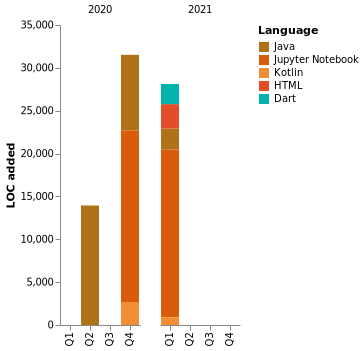 2020 2021
Language
Java
Jupyter Notebook
Kotlin
HTML
Dart
LOC added
35,000
30,000
25,000
20,000
15,000
10,000
5,000
0
Q1 Q2 Q3 Q4 Q1 Q2 Q3 Q4